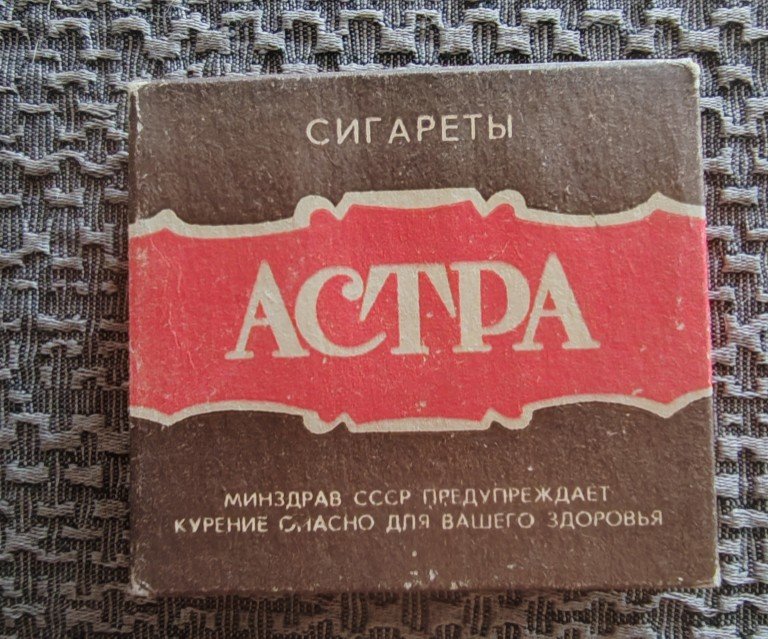 СИГАРЕТЫ
АСТРА
МИНЗДРАВ СССР ПРЕДУПРЕЖДАЕТ
КУРЕНИЕ ОПАСНО ДЛЯ ВАШЕГО ЗДОРОВЬЯ